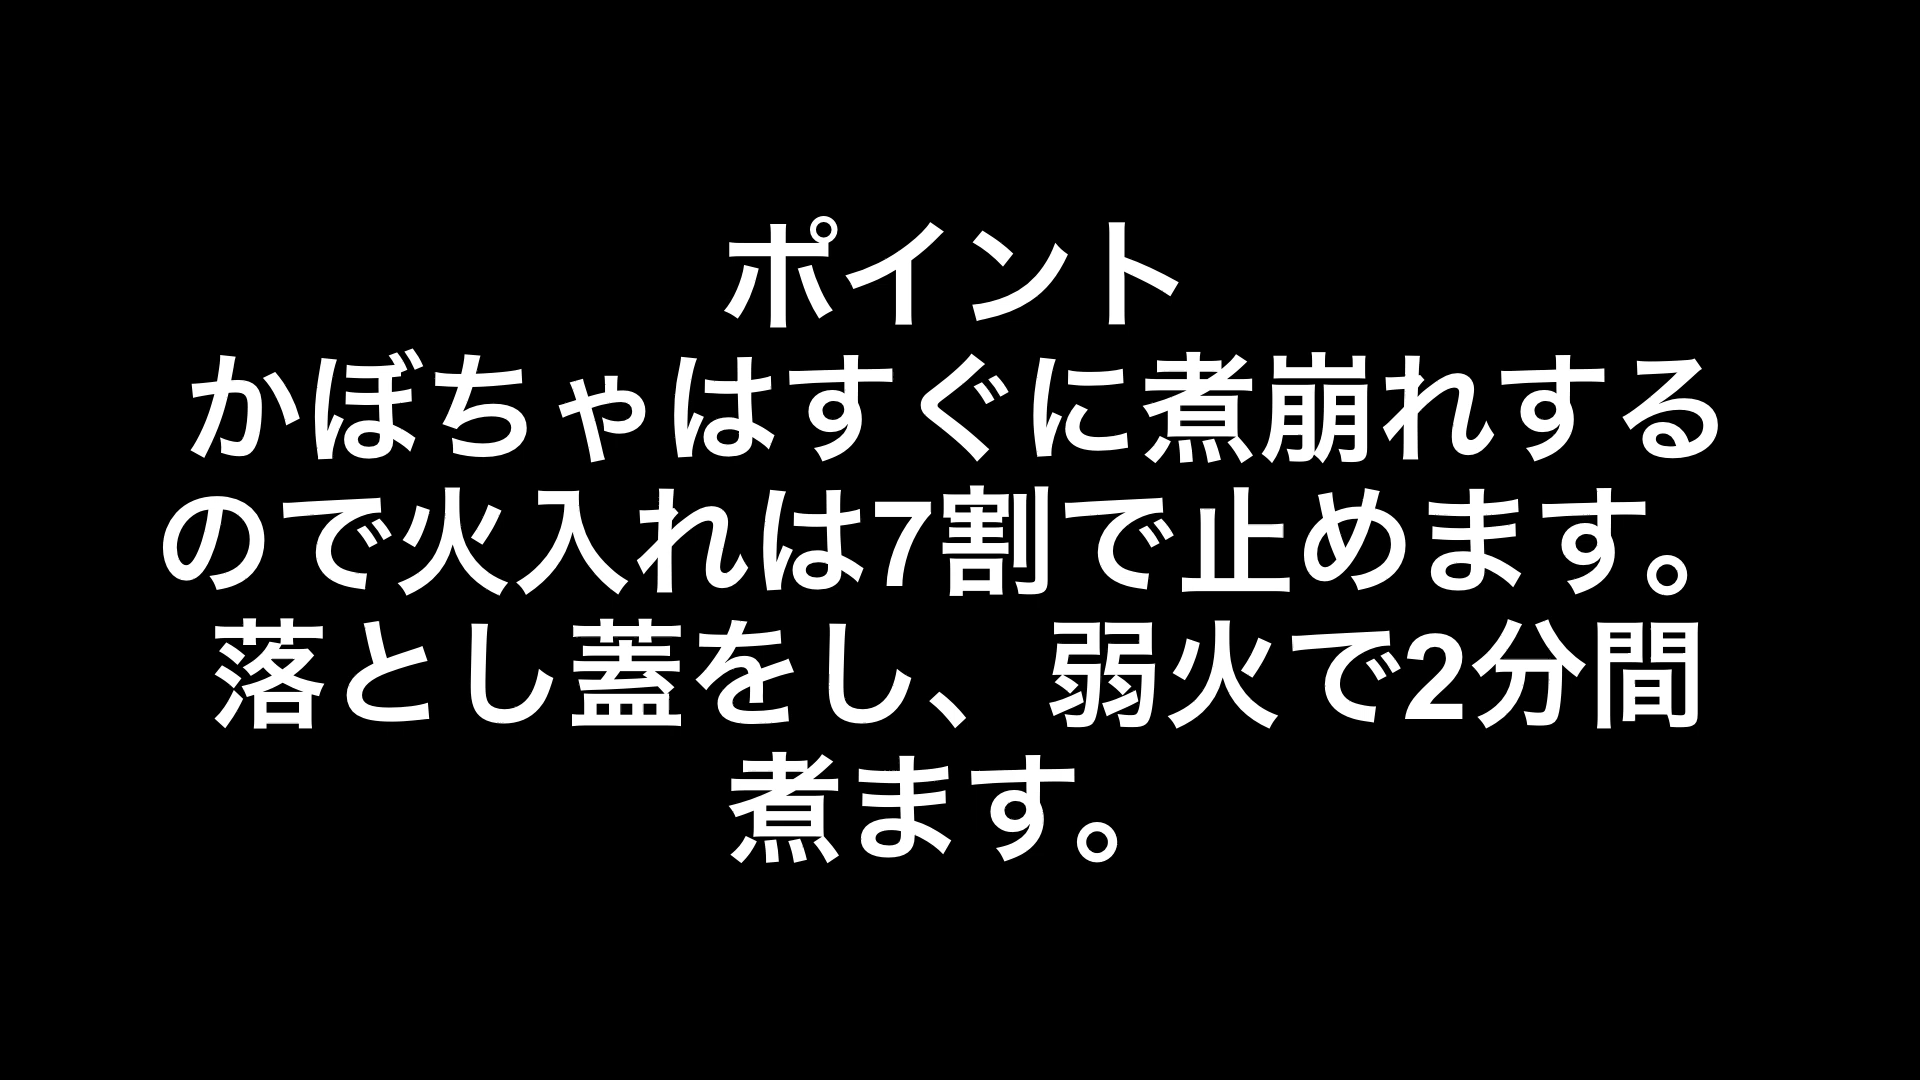 ポイント
かぼちゃはすぐに煮崩れする
ので火入れは7割で止めます。
落とし蓋をし、弱火で2分間
煮ます。